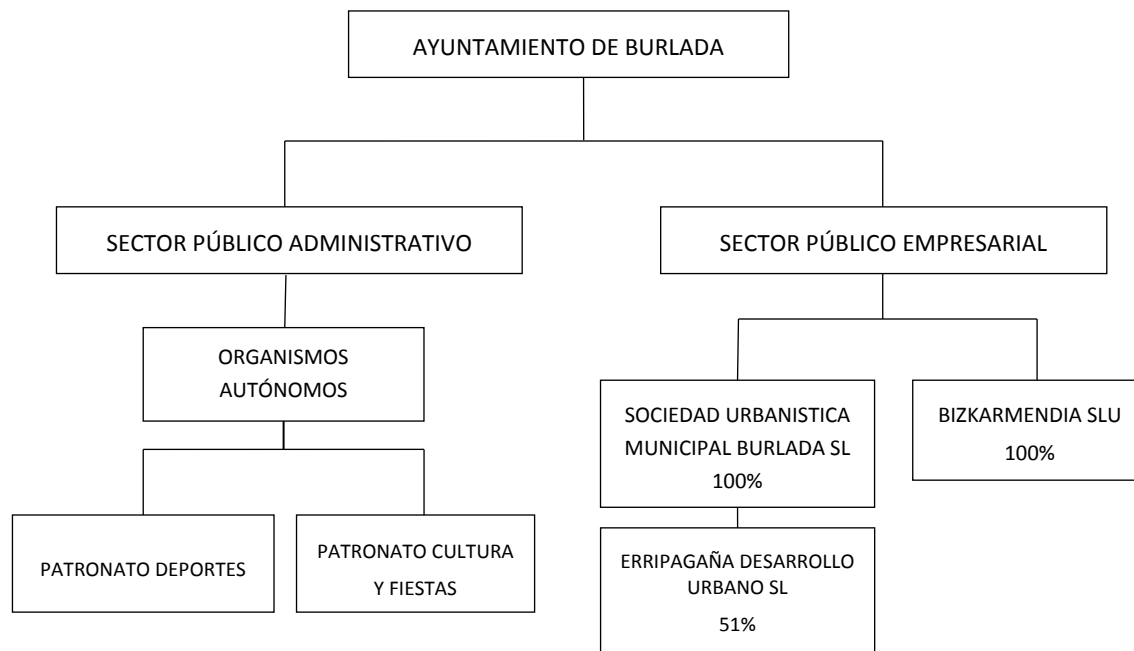 AYUNTAMIENTO DE BURLADA
SECTOR PÚBLICO ADMINISTRATIVO
SECTOR PÚBLICO EMPRESARIAL
ORGANISMOS
AUTÓNOMOS
SOCIEDAD URBANISTICA
MUNICIPAL BURLADA SL
100%
BIZKARMENDIA SLU
100%
PATRONATO DEPORTES
PATRONATO CULTURA
Y FIESTAS
ERRIPAGAÑA DESARROLLO
URBANO SL
51%